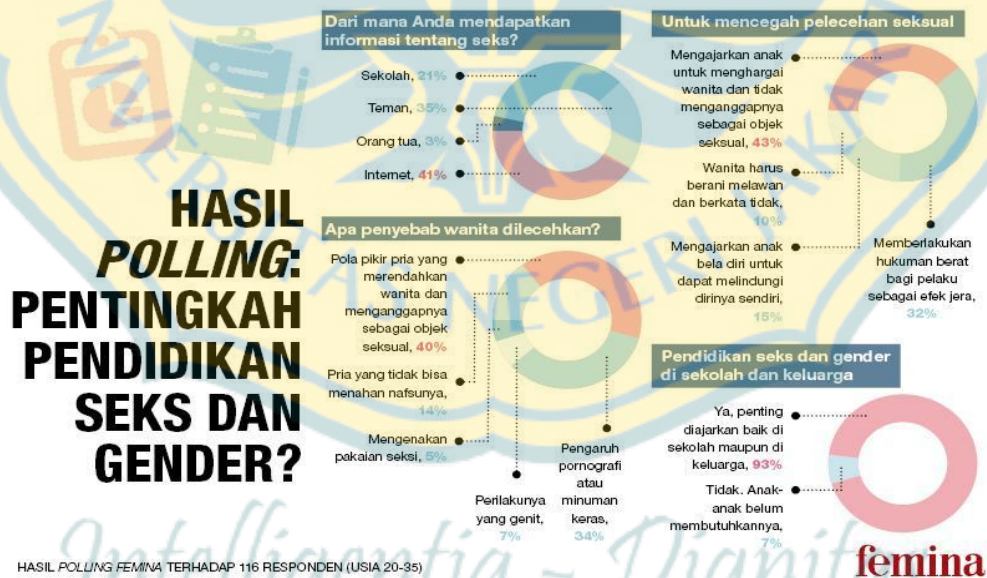 HASIL
POLLING:
PENTINGKAH
PENDIDIKAN
SEKS DAN
GENDER?
Dari mana Anda mendapatkan
informasi tentang seks?
Sekolah, 21%
Teman, 35%
Orang tua, 3%
Internet, 41%
Apa penyebab wanita dilecehkan?
Pola pikir pria yang
merendahkan
wanita dan
menganggapnya
sebagai objek
seksual, 40%
Pria yang tidak bisa
menahan nafsunya,
14%
Mengenakan
pakaian seksi, 5%
Perilakunya
yang genit,
7%
Pengaruh
pornografi
atau
minuman
keras,
34%
Untuk mencegah pelecehan seksual
Mengajarkan anak
untuk menghargai
wanita dan tidak
menganggapnya
sebagai objek
seksual, 43%
Wanita harus
berani melawan
dan berkata tidak,
10%
Mengajarkan anak
bela diri untuk
dapat melindungi
dirinya sendiri,
15%
Memberlakukan
hukuman berat
bagi pelaku
sebagai efek jera,
32%
Pendidikan seks dan gender
di sekolah dan keluarga
Ya, penting
diajarkan baik di
sekolah maupun di
keluarga, 93%
Tidak. Anak-
anak belum
membutuhkannya,
7%
HASIL POLLING FEMINA TERHADAP 116 RESPONDEN (USIA 20-35)
femina
NEGERI JAKAR
Intelligentia - Dignitas